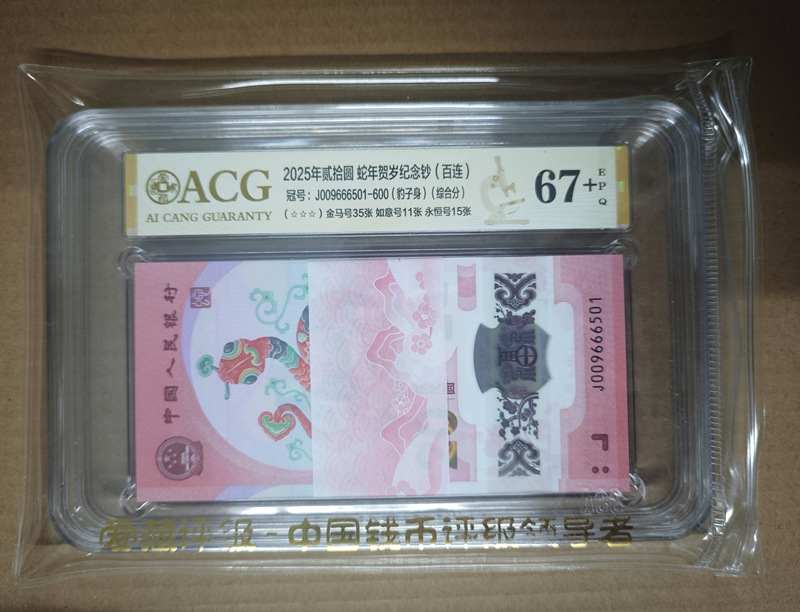 ACG
AI CANG GUARANTY
2025年贰拾圆 蛇年贺岁纪念钞（百连）
冠号：J009666501-600（豹子身）（综合分）
（☆☆☆）金马号35张 如意号11张 永恒号15张
67+
EPQ
中国人民银行
J009666501
爱藏评级-中国钱币评级领导者